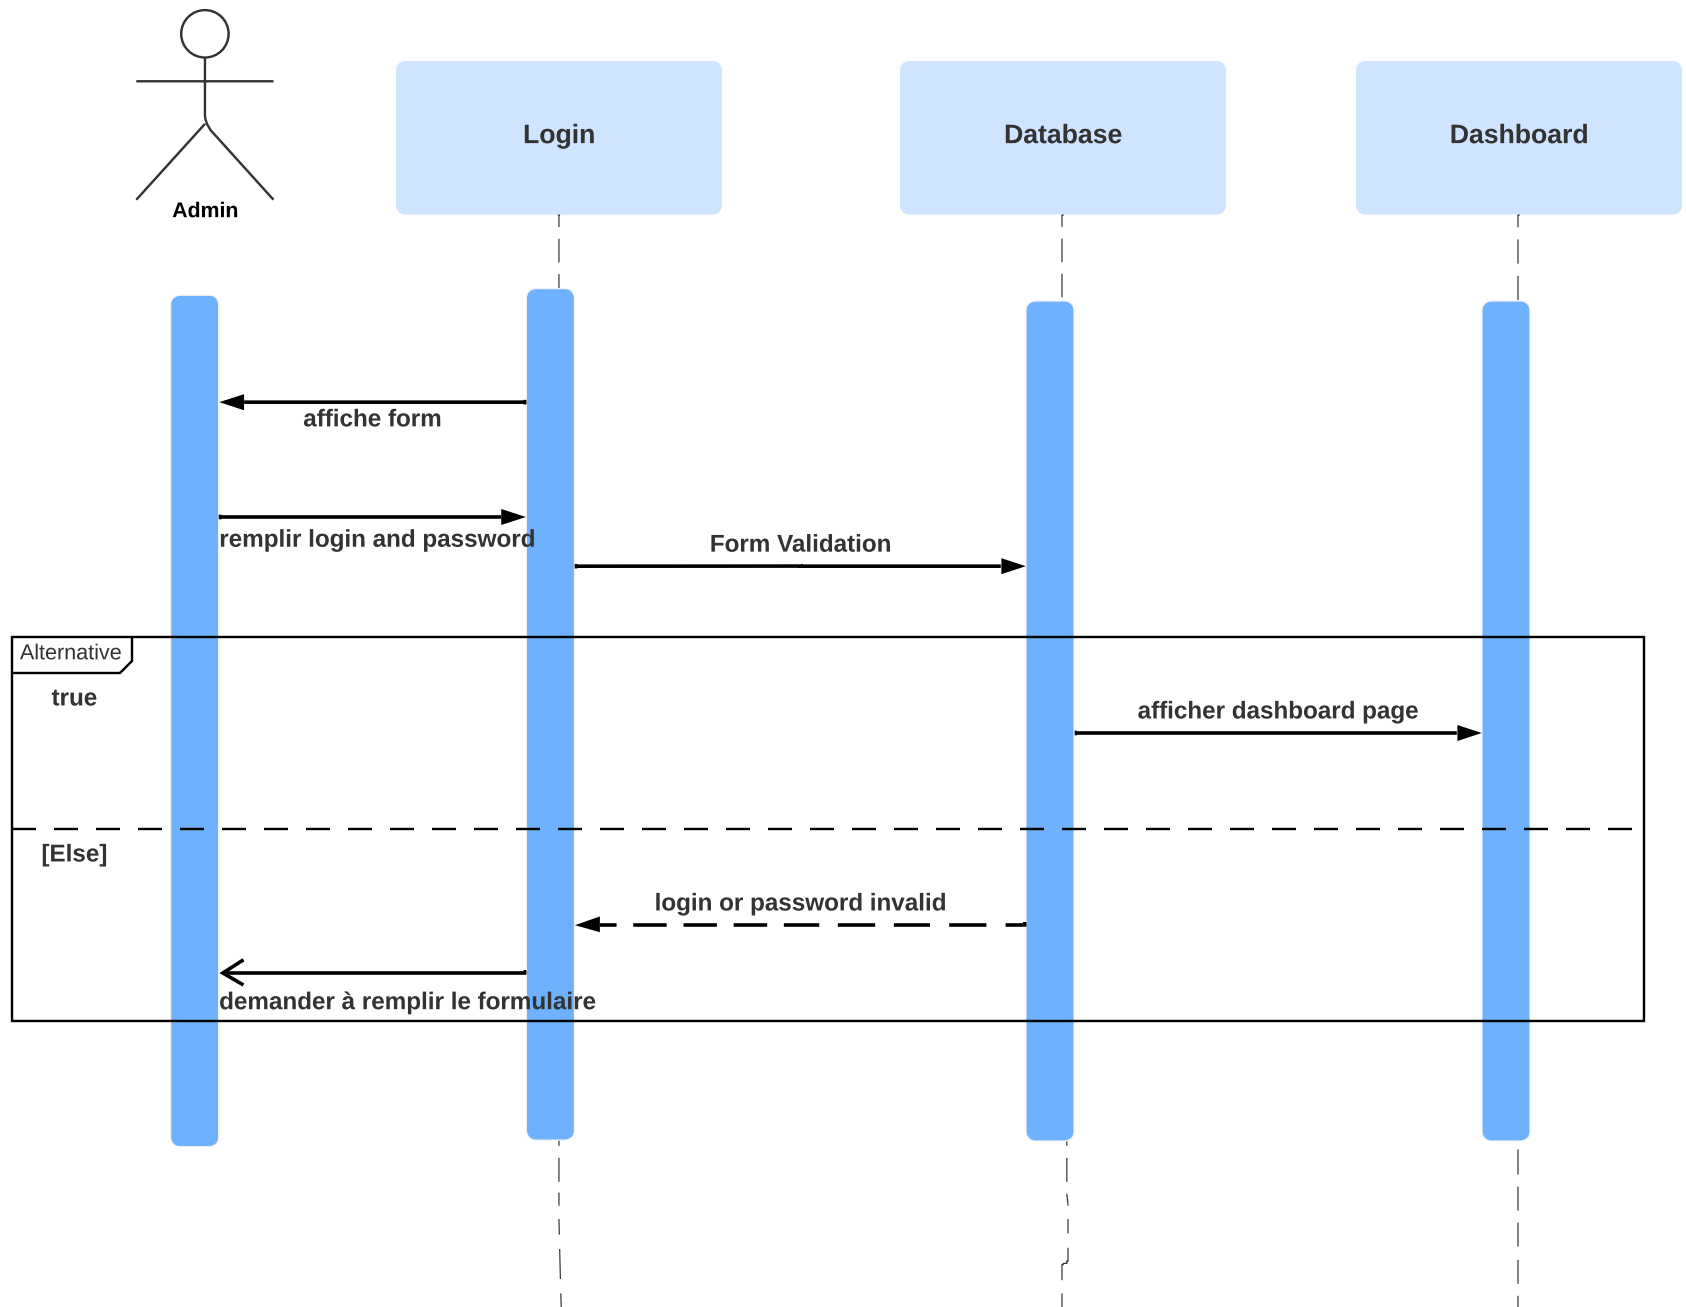 Admin
Login
Database
Dashboard
affiche form
remplir login and password
Form Validation
Alternative
true
afficher dashboard page
[Else]
login or password invalid
demander à remplir le formulaire